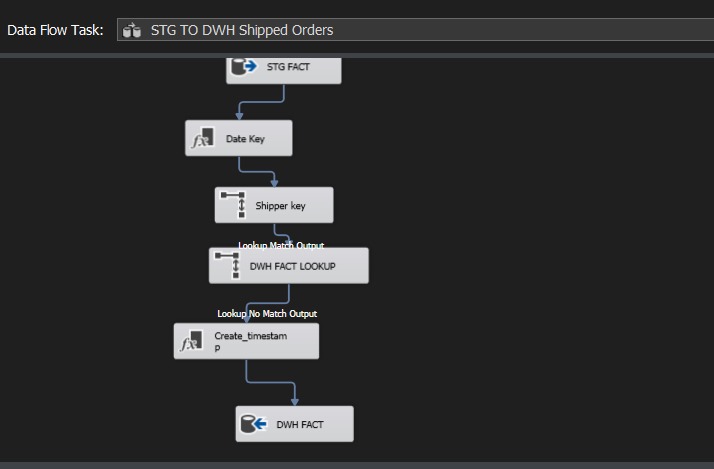 Data Flow Task: STG TO DWH Shipped Orders
STG FACT
Date Key
Shipper key
Lookup Match Output
DWH FACT LOOKUP
Lookup No Match Output
Create_timestam
p
DWH FACT